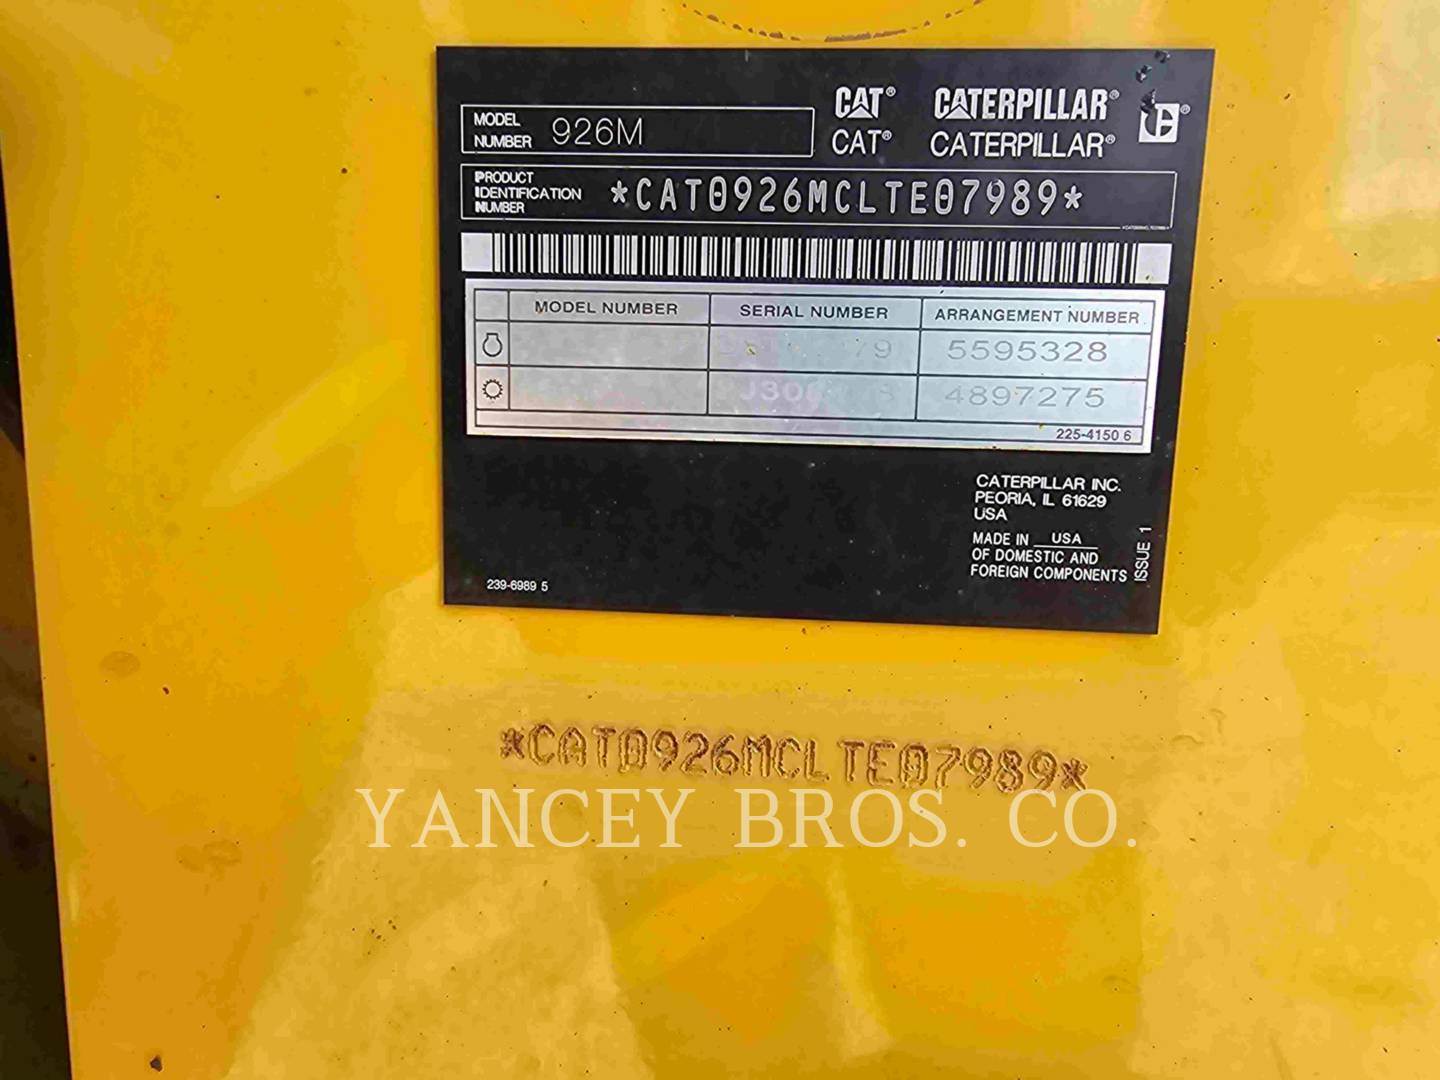 CAT® CATERPILLAR®
MODEL NUMBER 926M
CAT® CATERPILLAR®
PRODUCT IDENTIFICATION NUMBER *CAT0926MCLTE07989*
MODEL NUMBER SERIAL NUMBER ARRANGEMENT NUMBER
5595328
4897275
225-4150 6
CATERPILLAR INC.
PEORIA, IL 61629
USA
MADE IN USA
OF DOMESTIC AND
FOREIGN COMPONENTS
ISSUE 1
239-6989 5
*CAT0926MCLTE07989*
YANCEY BROS. CO.